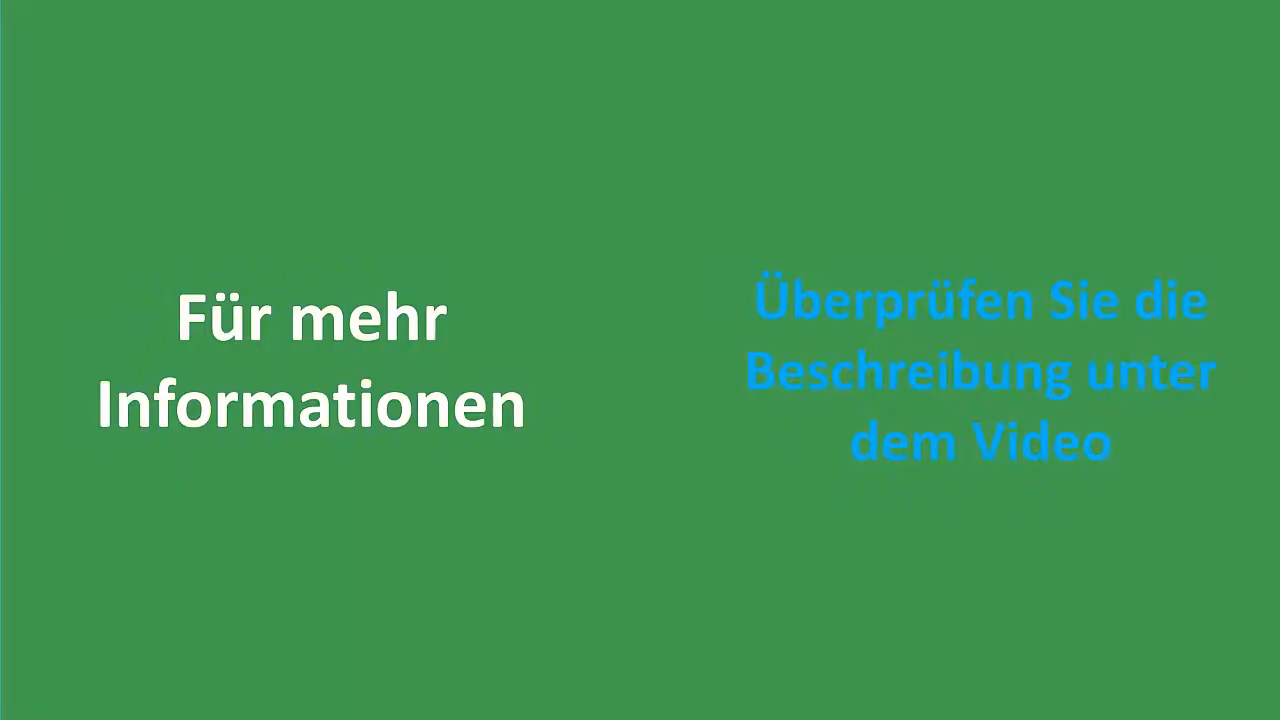 Für mehr
Informationen
Überprüfen Sie die
Beschreibung unter
dem Video